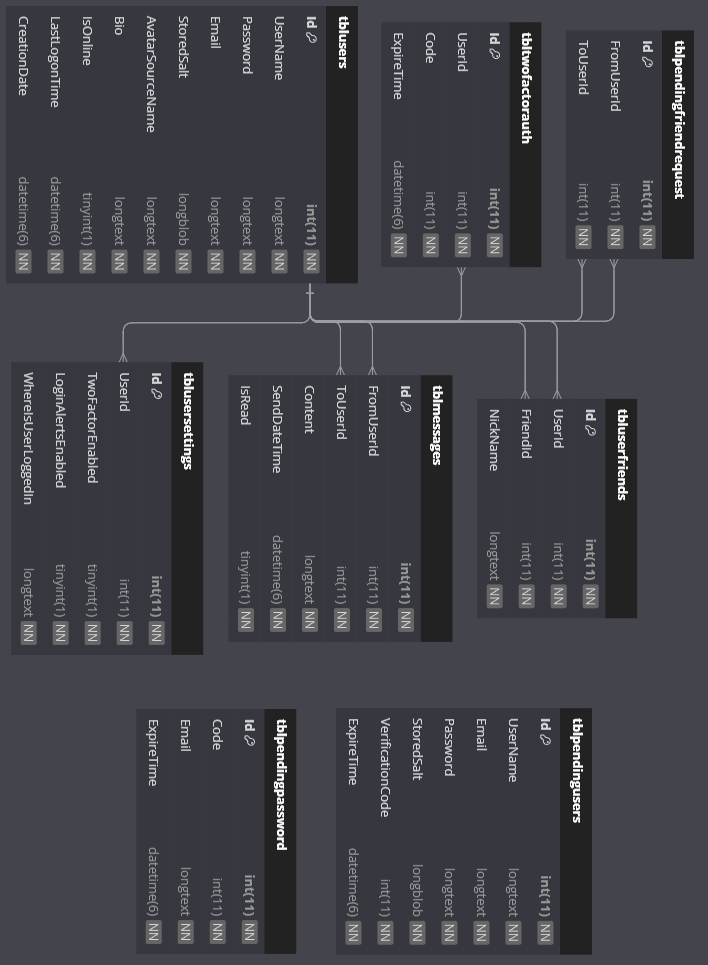 tblpendingfriendrequest
Id int(11) NN
FromUserId int(11) NN
ToUserId int(11) NN
tbltwofactorauth
Id int(11) NN
UserId int(11) NN
Code int(11) NN
ExpireTime datetime(6) NN
tblusers
Id int(11) NN
UserName longtext NN
Password longtext NN
Email longtext NN
StoredSalt longblob NN
AvatarSourceName longtext NN
Bio longtext NN
IsOnline tinyint(1) NN
LastLogonTime datetime(6) NN
CreationDate datetime(6) NN
tbluserfriends
Id int(11) NN
UserId int(11) NN
FriendId int(11) NN
NickName longtext NN
tblmessages
Id int(11) NN
FromUserId int(11) NN
ToUserId int(11) NN
Content longtext NN
SendDateTime datetime(6) NN
IsRead tinyint(1) NN
tblusersettings
Id int(11) NN
UserId int(11) NN
TwoFactorEnabled tinyint(1) NN
LoginAlertsEnabled tinyint(1) NN
WhereIsUserLoggedIn longtext NN
tblpendingusers
Id int(11) NN
UserName longtext NN
Email longtext NN
Password longtext NN
StoredSalt longblob NN
VerificationCode int(11) NN
ExpireTime datetime(6) NN
tblpendingpassword
Id int(11) NN
Code int(11) NN
Email longtext NN
ExpireTime datetime(6) NN